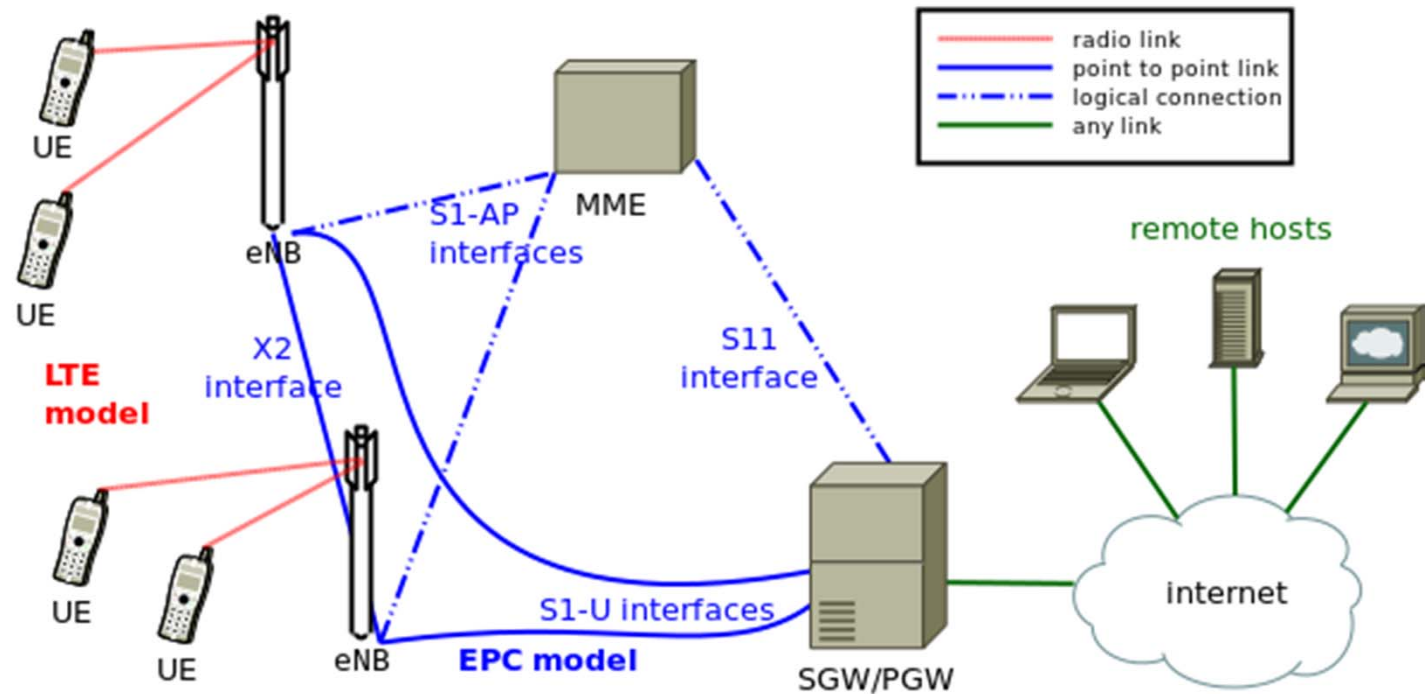 radio link
point to point link
logical connection
any link
UE
UE
eNB
S1-AP
interfaces
MME
remote hosts
X2
interface
S11
interface
LTE
model
UE
UE
eNB
S1-U interfaces
EPC model
SGW/PGW
internet